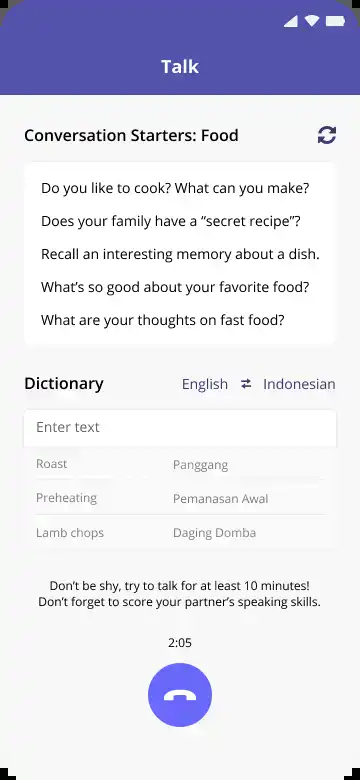 Talk
Conversation Starters: Food
Do you like to cook? What can you make?
Does your family have a “secret recipe”?
Recall an interesting memory about a dish.
What’s so good about your favorite food?
What are your thoughts on fast food?
Dictionary English Indonesian
Enter text
Roast Panggang
Preheating Pemanasan Awal
Lamb chops Daging Domba
Don’t be shy, try to talk for at least 10 minutes!
Don’t forget to score your partner’s speaking skills.
2:05